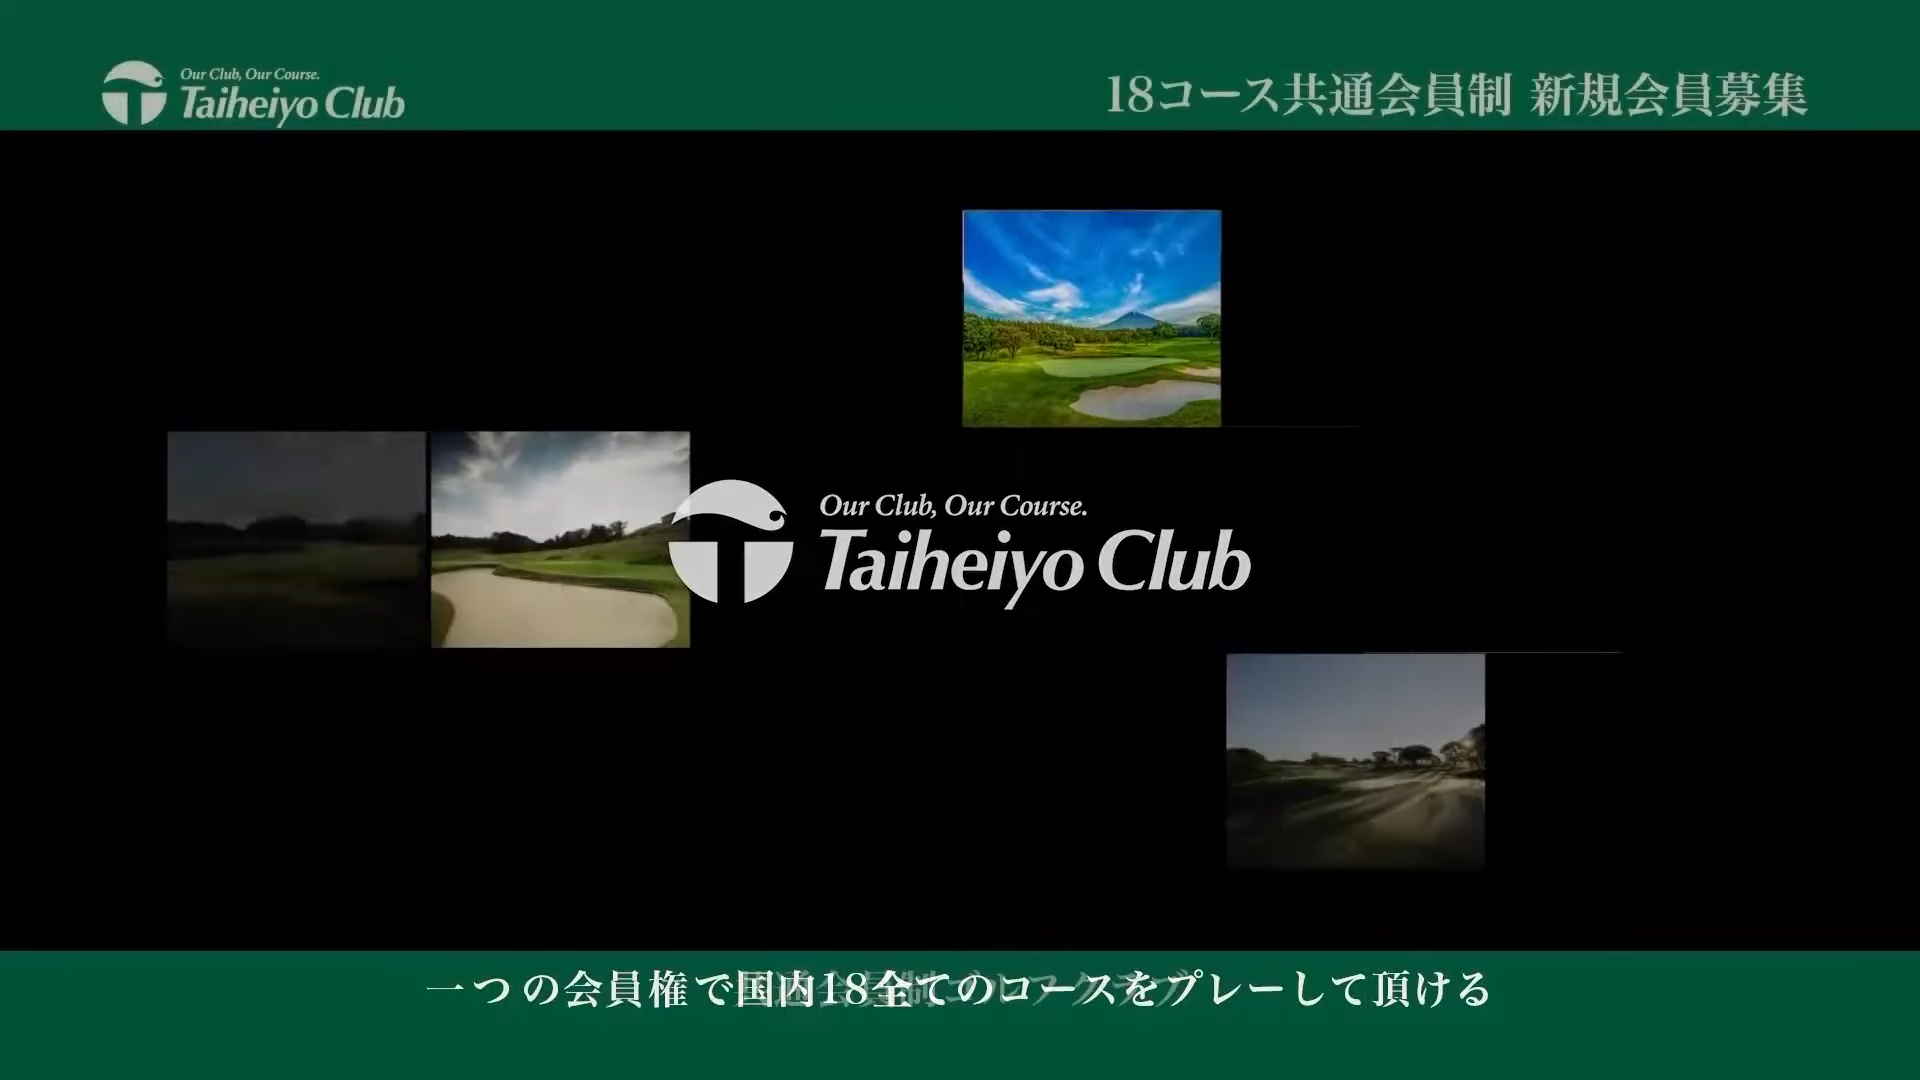 Our Club, Our Course.
Taiheiyo Club
18コース共通会員制 新規会員募集
Our Club, Our Course.
Taiheiyo Club
一つの会員権で国内18全てのコースをプレーして頂ける